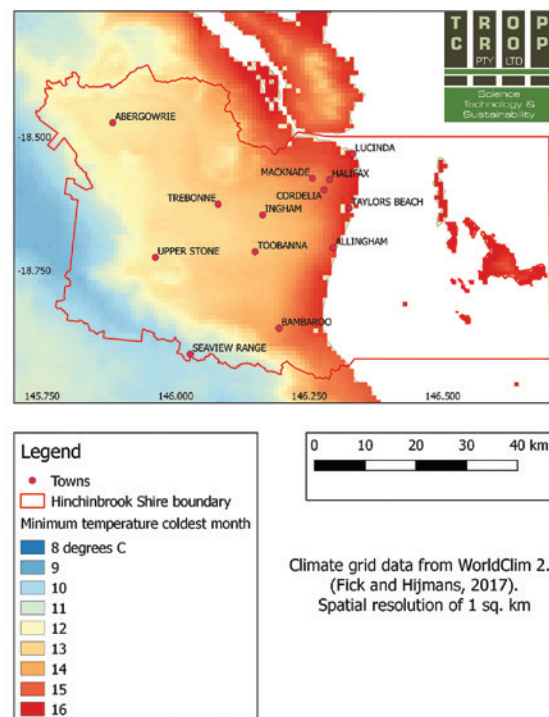 T R O P
C R O P
PTY LTD
Science
Technology &
Sustainability
ABERGOWRIE
-18.500
LUCINDA
MACKNADE
HALIFAX
CORDELIA
TREBONNE
TAYLORS BEACH
INGHAM
ALLINGHAM
TOOBANNA
UPPER STONE
-18.750
BAMBAROO
SEAVIEW RANGE
145.750 146.000 146.250 146.500
Legend
Towns
Hinchinbrook Shire boundary
Minimum temperature coldest month
8 degrees C
9
10
11
12
13
14
15
16
0 10 20 30 40 km
Climate grid data from WorldClim 2.
(Fick and Hijmans, 2017).
Spatial resolution of 1 sq. km